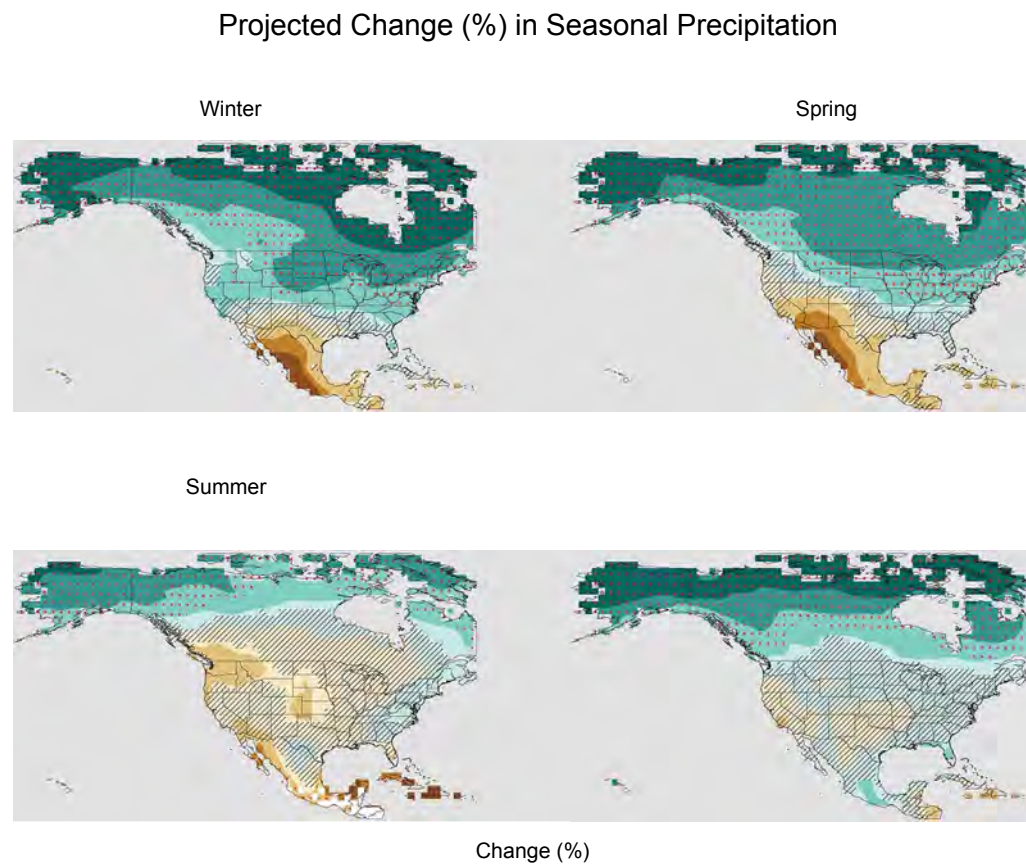 Projected Change (%) in Seasonal Precipitation
Winter
Spring
Summer
Change (%)